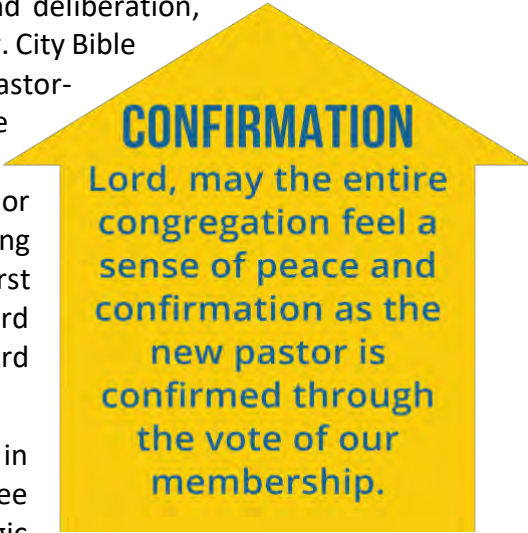 nd deliberation,
. City Bible
astor-
e
CONFIRMATION
Lord, may the entire
congregation feel a
sense of peace and
confirmation as the
new pastor is
confirmed through
the vote of our
membership.
or
ng
rst
rd
rd
in
ee